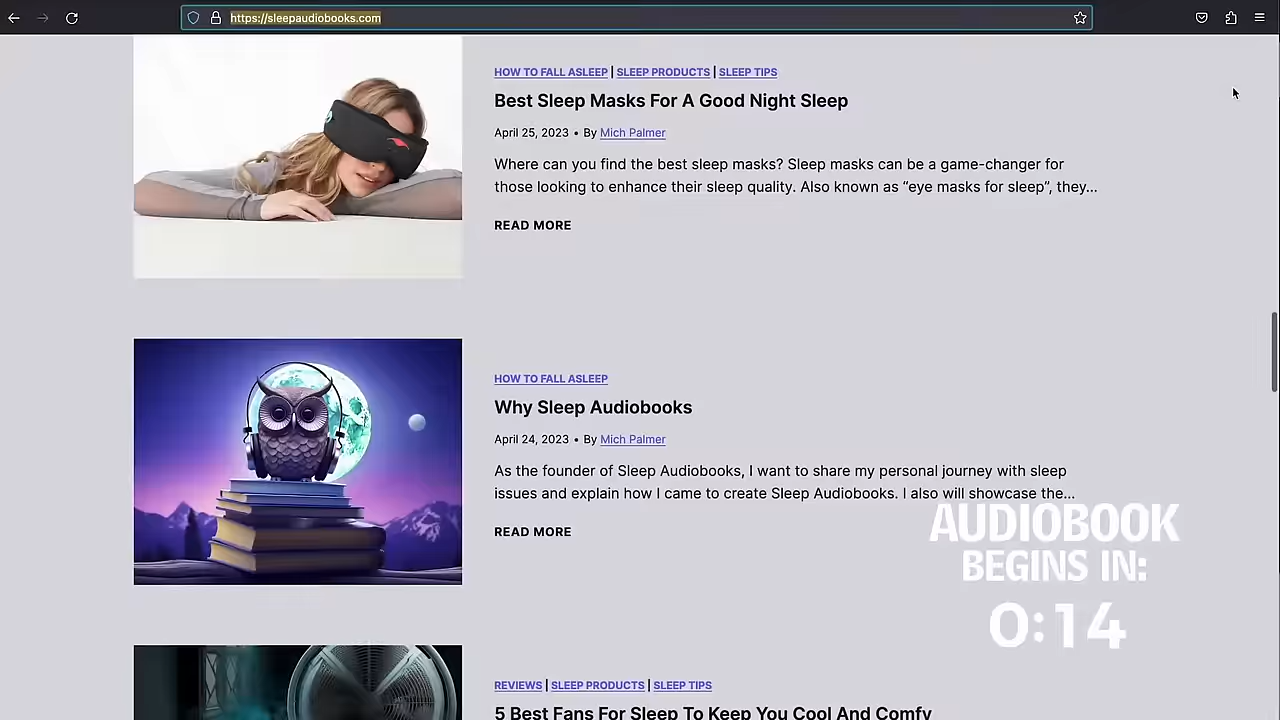 https://sleepaudiobooks.com
HOW TO FALL ASLEEP | SLEEP PRODUCTS | SLEEP TIPS
Best Sleep Masks For A Good Night Sleep
April 25, 2023 • By Mich Palmer
Where can you find the best sleep masks? Sleep masks can be a game-changer for
those looking to enhance their sleep quality. Also known as “eye masks for sleep”, they...
READ MORE
HOW TO FALL ASLEEP
Why Sleep Audiobooks
April 24, 2023 • By Mich Palmer
As the founder of Sleep Audiobooks, I want to share my personal journey with sleep
issues and explain how I came to create Sleep Audiobooks. I also will showcase the...
READ MORE
AUDIOBOOK
BEGINS IN:
0:14
REVIEWS | SLEEP PRODUCTS | SLEEP TIPS
5 Best Fans For Sleep To Keep You Cool And Comfy